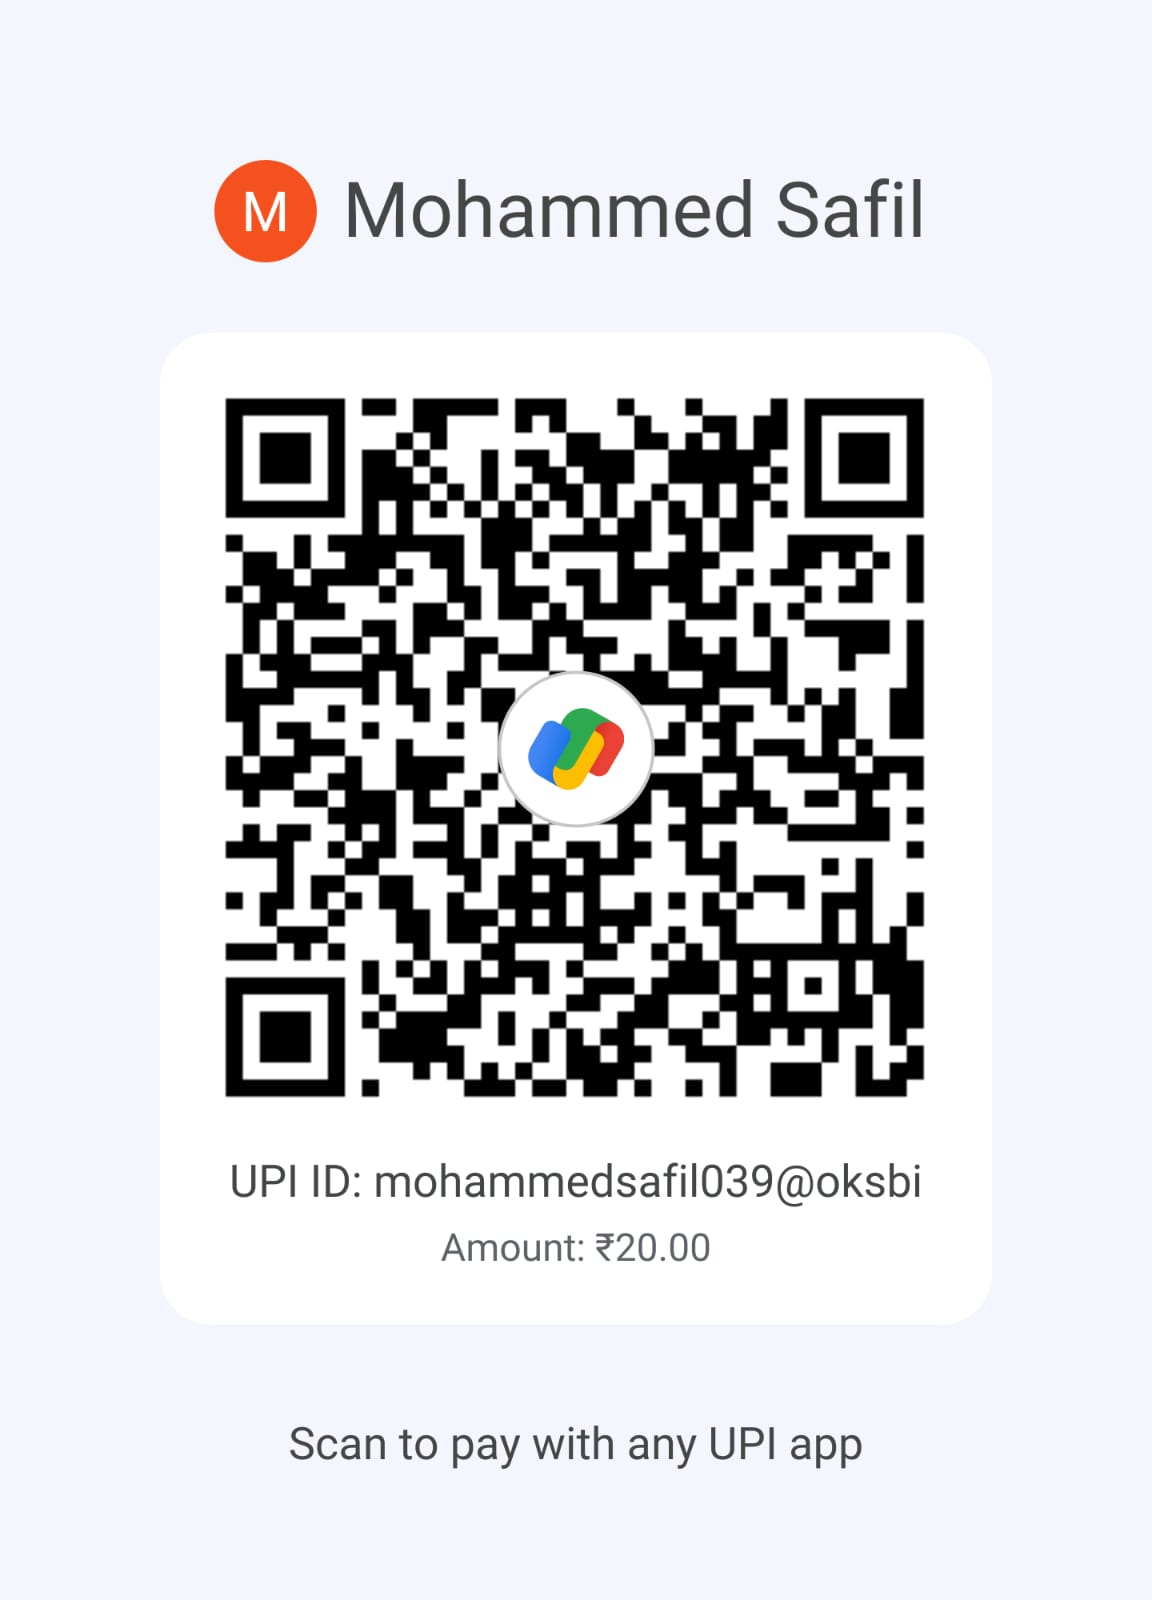 M Mohammed Safil
UPI ID: mohammedsafil039@oksbi
Amount: ₹20.00
Scan to pay with any UPI app